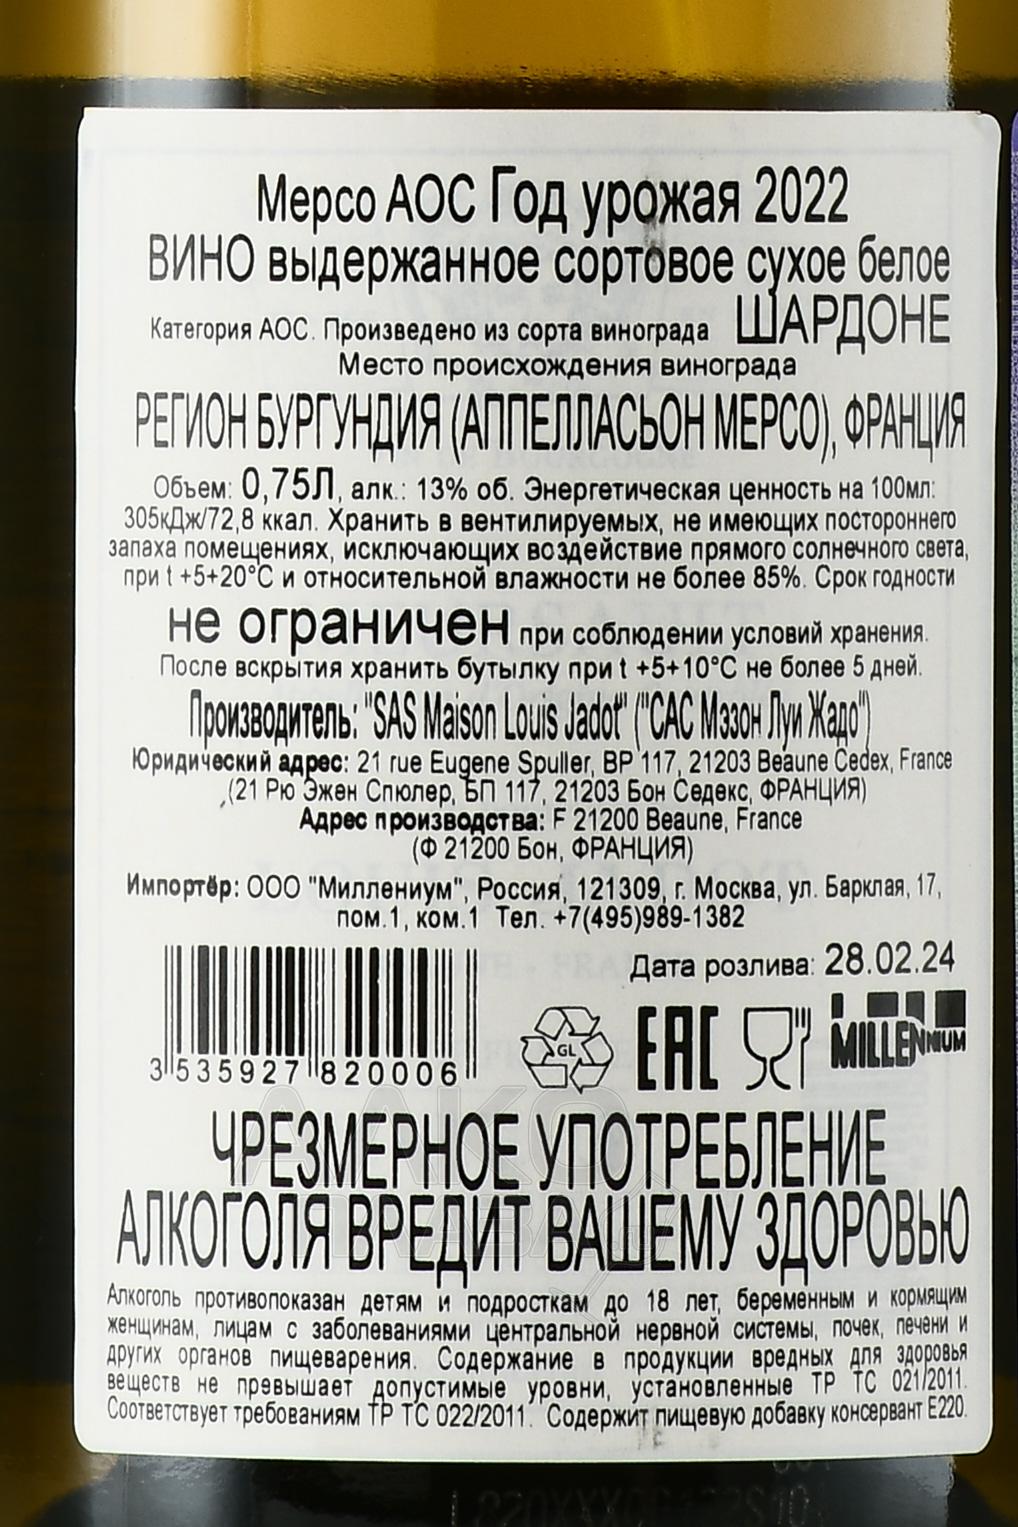 Мерсо АОС Год урожая 2022
ВИНО выдержанное сортовое сухое белое
Категория АОС. Произведено из сорта винограда ШАРДОНЕ
Место происхождения винограда
РЕГИОН БУРГУНДИЯ (АППЕЛЛАСЬОН МЕРСО), ФРАНЦИЯ
Объем: 0,75Л, алк.: 13% об. Энергетическая ценность на 100мл:
305кДж/72,8 ккал. Хранить в вентилируемых, не имеющих постороннего
запаха помещениях, исключающих воздействие прямого солнечного света,
при t +5+20°С и относительной влажности не более 85%. Срок годности
не ограничен при соблюдении условий хранения.
После вскрытия хранить бутылку при t +5+10°С не более 5 дней.
Производитель: "SAS Maison Louis Jadot" ("САС Мэзон Луи Жадо")
Юридический адрес: 21 rue Eugene Spuller, BP 117, 21203 Beaune Cedex, France
(21 Рю Эжен Спюлер, БП 117, 21203 Бон Седекс, ФРАНЦИЯ)
Адрес производства: F 21200 Beaune, France
(Ф 21200 Бон, ФРАНЦИЯ)
Импортёр: ООО "Миллениум", Россия, 121309, г. Москва, ул. Барклая, 17,
пом.1, ком.1 Тел. +7(495)989-1382
Дата розлива: 28.02.24
3 535927 820006
GL
EAC
MILLENNIUM
ЧРЕЗМЕРНОЕ УПОТРЕБЛЕНИЕ
АЛКОГОЛЯ ВРЕДИТ ВАШЕМУ ЗДОРОВЬЮ
Алкоголь противопоказан детям и подросткам до 18 лет, беременным и кормящим
женщинам, лицам с заболеваниями центральной нервной системы, почек, печени и
других органов пищеварения. Содержание в продукции вредных для здоровья
веществ не превышает допустимые уровни, установленные ТР ТС 021/2011.
Соответствует требованиям ТР ТС 022/2011. Содержит пищевую добавку консервант Е220.